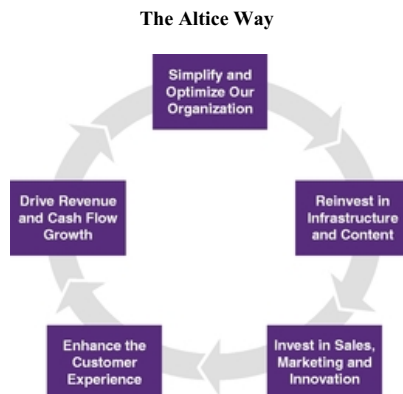 The Altice Way
Simplify and
Optimize Our
Organization
Drive Revenue
and Cash Flow
Growth
Reinvest in
Infrastructure
and Content
Enhance the
Customer
Experience
Invest in Sales,
Marketing and
Innovation